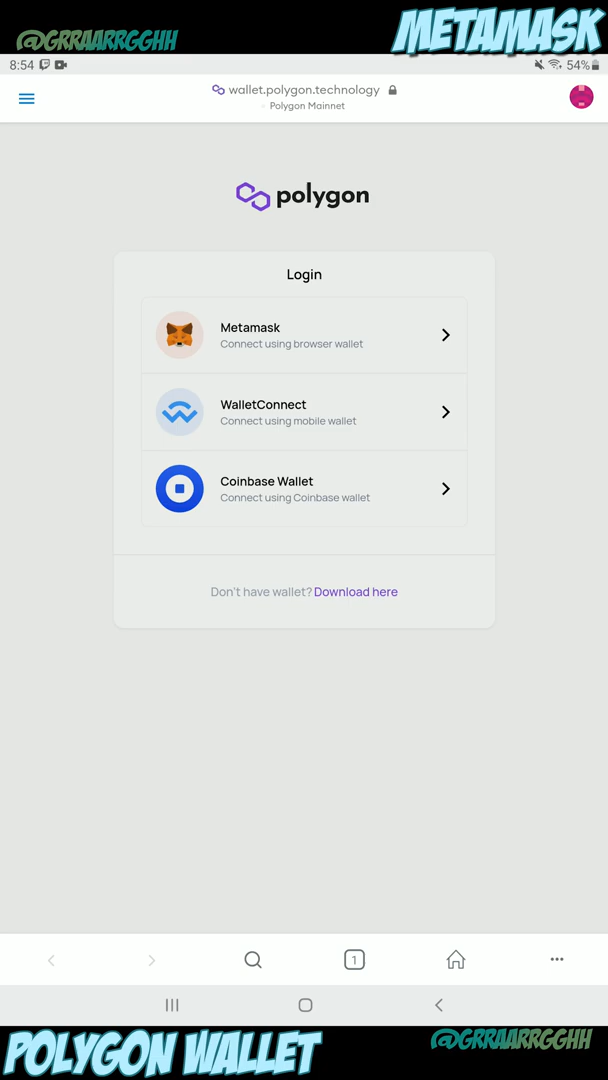 @GRRAARRGGHH
METAMASK
8:54
54%
wallet.polygon.technology
Polygon Mainnet
polygon
Login
Metamask
Connect using browser wallet
WalletConnect
Connect using mobile wallet
Coinbase Wallet
Connect using Coinbase wallet
Don't have wallet? Download here
1
POLYGON WALLET
@GRRAARRGGHH